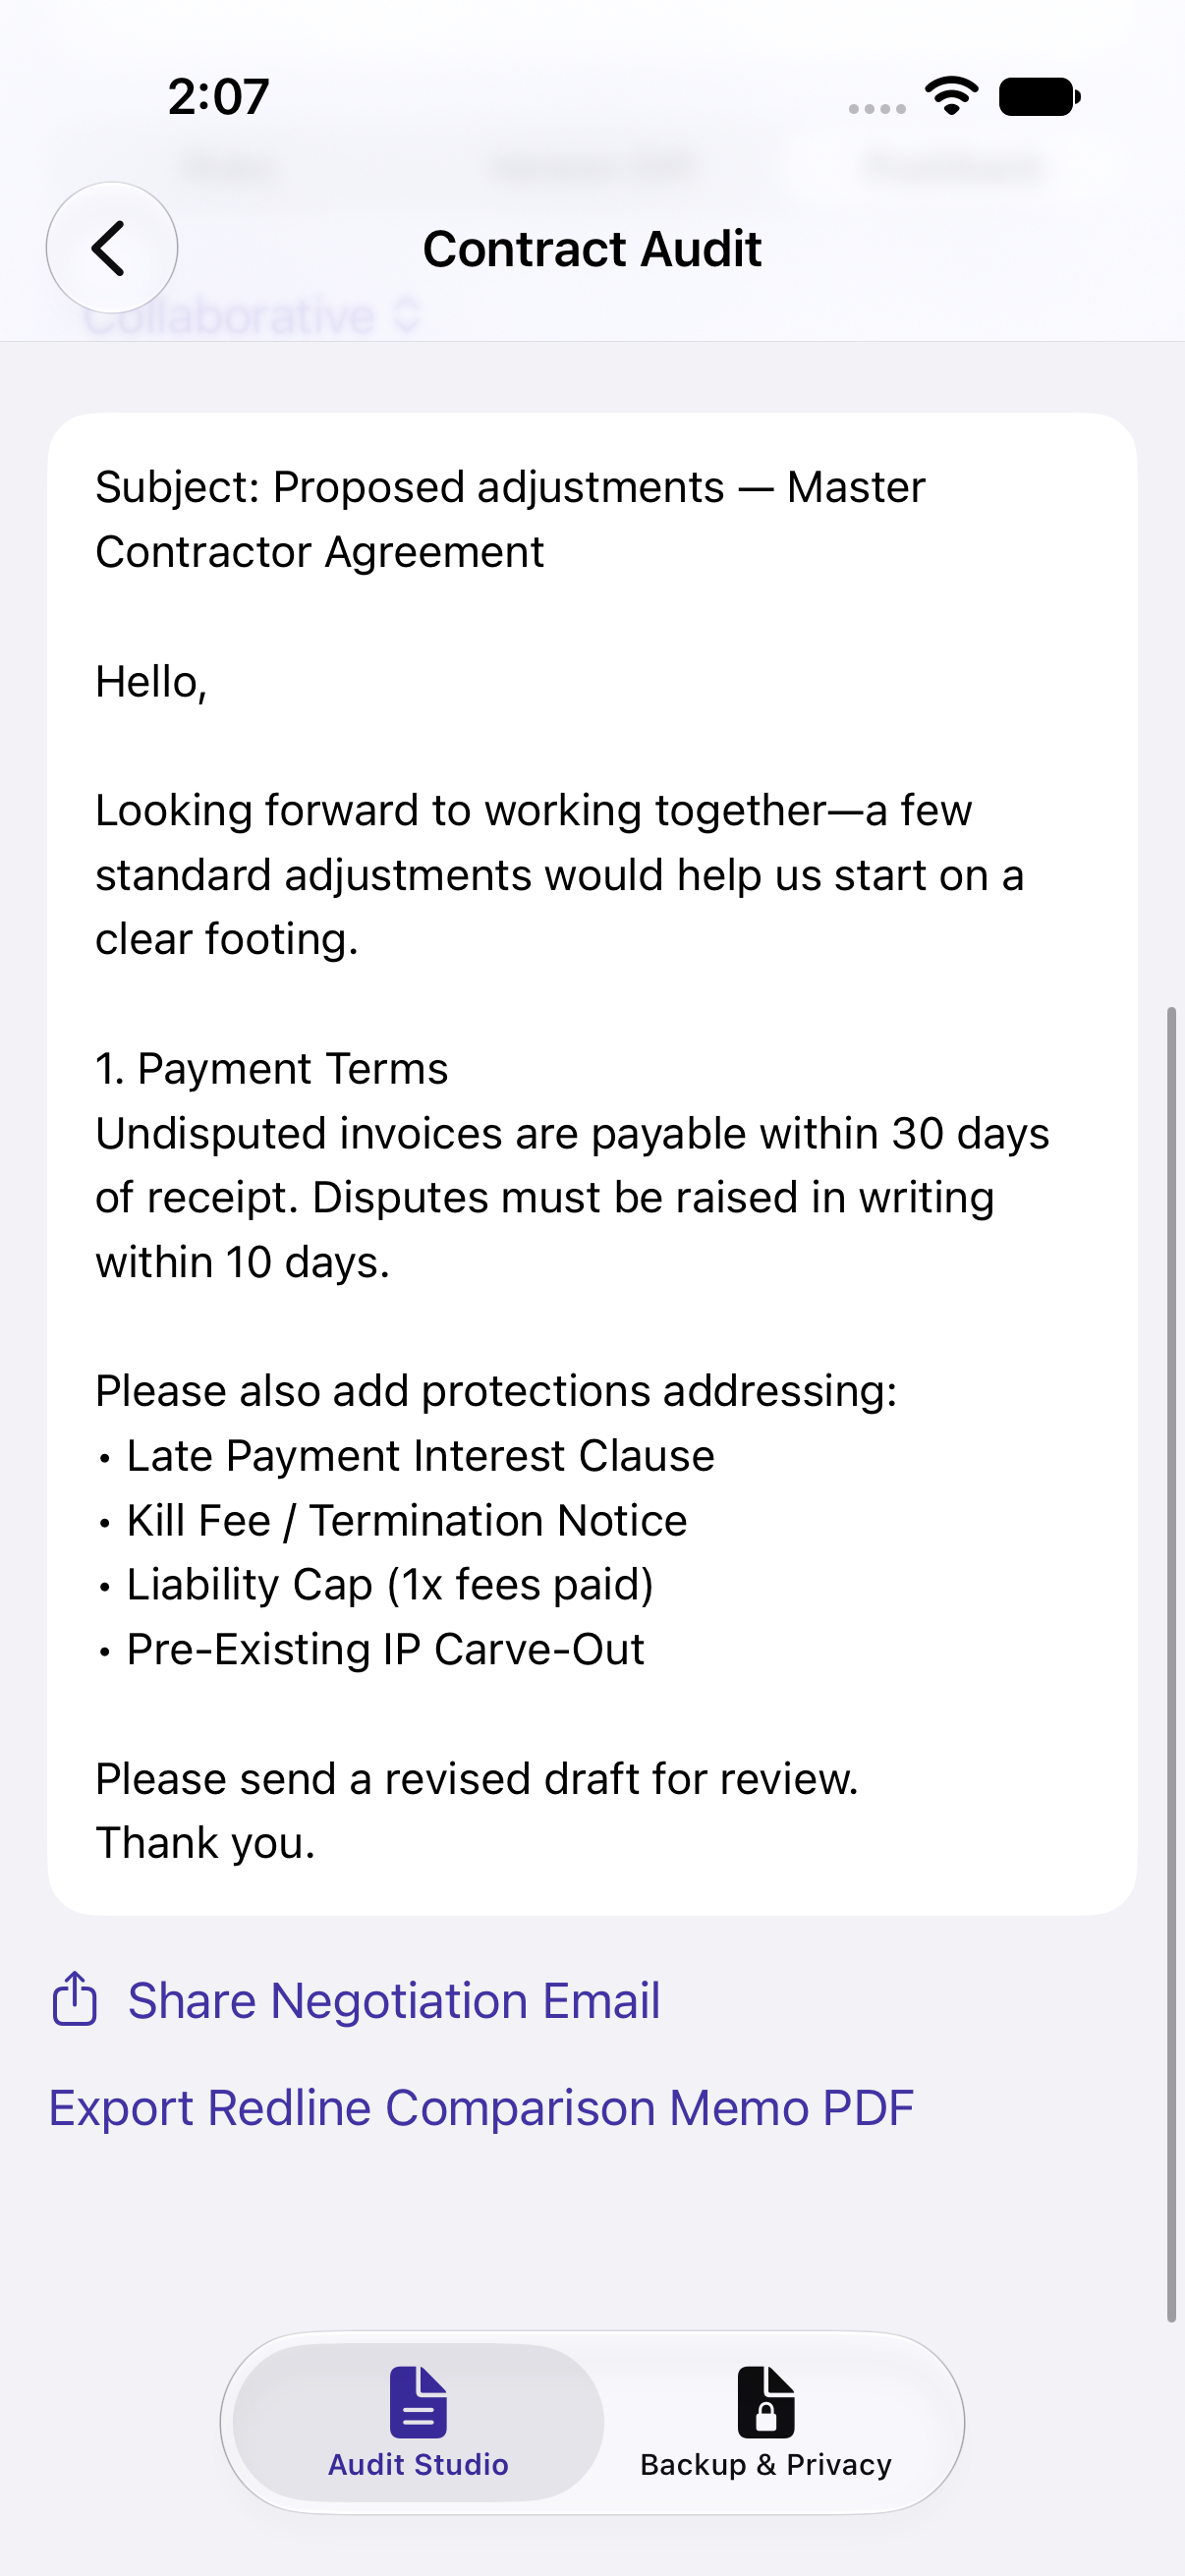 2:07
Contract Audit
Collaborative
Subject: Proposed adjustments — Master
Contractor Agreement
Hello,
Looking forward to working together—a few
standard adjustments would help us start on a
clear footing.
1. Payment Terms
Undisputed invoices are payable within 30 days
of receipt. Disputes must be raised in writing
within 10 days.
Please also add protections addressing:
• Late Payment Interest Clause
• Kill Fee / Termination Notice
• Liability Cap (1x fees paid)
• Pre-Existing IP Carve-Out
Please send a revised draft for review.
Thank you.
Share Negotiation Email
Export Redline Comparison Memo PDF
Audit Studio
Backup & Privacy